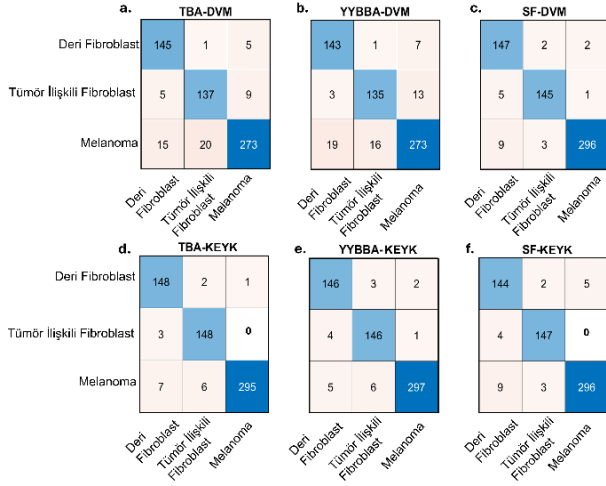 a. TBA-DVM b. YYBBA-DVM c. SF-DVM
Deri Fibroblast 145 1 5 143 1 7 147 2 2
Tümör İlişkili Fibroblast 5 137 9 3 135 13 5 145 1
Melanoma 15 20 273 19 16 273 9 3 296
Deri Fibroblast Tümör İlişkili Fibroblast Melanoma Deri Fibroblast Tümör İlişkili Fibroblast Melanoma Deri Fibroblast Tümör İlişkili Fibroblast Melanoma
d. TBA-KEYK e. YYBBA-KEYK f. SF-KEYK
Deri Fibroblast 148 2 1 146 3 2 144 2 5
Tümör İlişkili Fibroblast 3 148 0 4 146 1 4 147 0
Melanoma 7 6 295 5 6 297 9 3 296
Deri Fibroblast Tümör İlişkili Fibroblast Melanoma Deri Fibroblast Tümör İlişkili Fibroblast Melanoma Deri Fibroblast Tümör İlişkili Fibroblast Melanoma